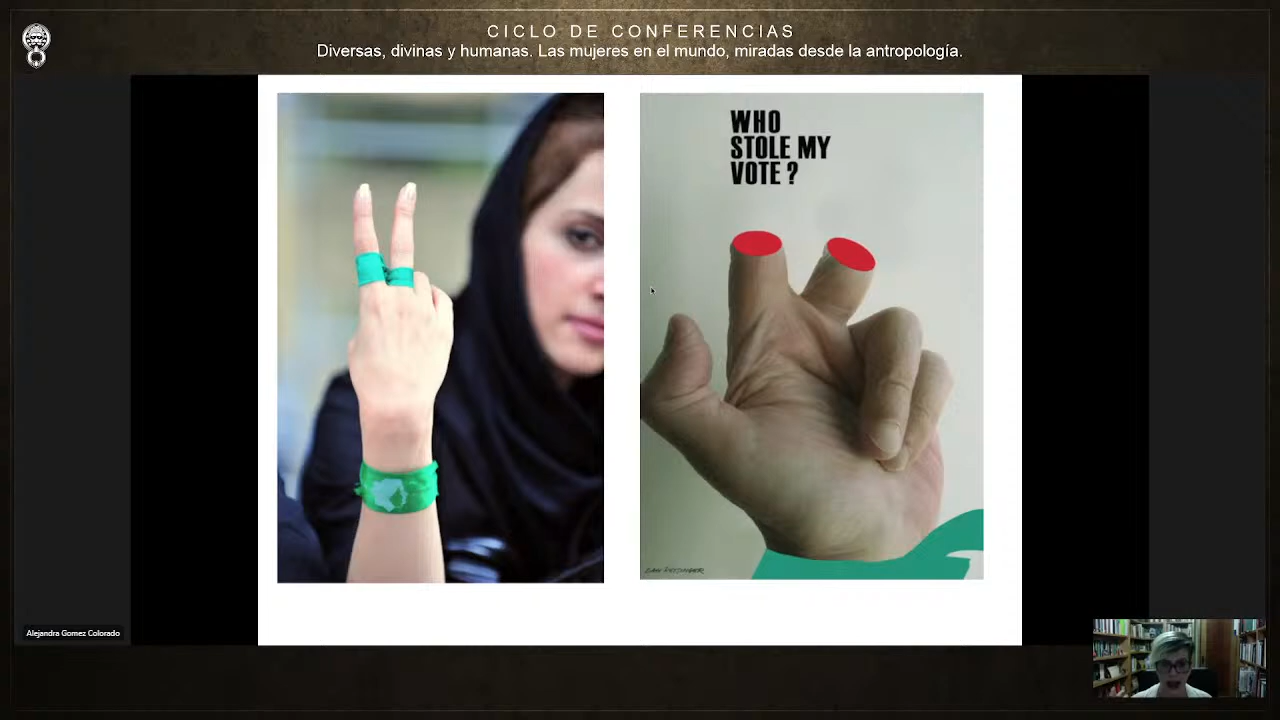 CICLO DE CONFERENCIAS
Diversas, divinas y humanas. Las mujeres en el mundo, miradas desde la antropología.
WHO
STOLE MY
VOTE ?
Alejandra Gomez Colorado